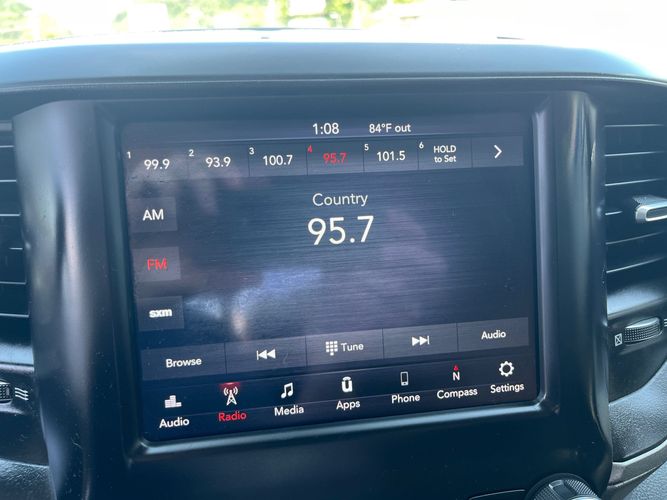 1:08 84°F out
1 99.9 2 93.9 3 100.7 4 95.7 5 101.5 6 HOLD to Set
Country
AM
95.7
FM
sxm
Browse Tune Audio
Audio Radio Media Apps Phone N Compass Settings